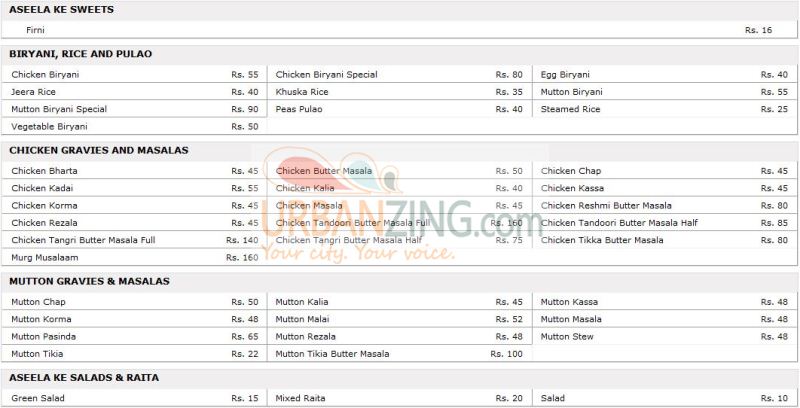 ASEELA KE SWEETS
Firni Rs. 16
BIRYANI, RICE AND PULAO
Chicken Biryani Rs. 55 Chicken Biryani Special Rs. 80 Egg Biryani Rs. 40
Jeera Rice Rs. 40 Khuska Rice Rs. 35 Mutton Biryani Rs. 55
Mutton Biryani Special Rs. 90 Peas Pulao Rs. 40 Steamed Rice Rs. 25
Vegetable Biryani Rs. 50
CHICKEN GRAVIES AND MASALAS
Chicken Bharta Rs. 45 Chicken Butter Masala Rs. 50 Chicken Chap Rs. 45
Chicken Kadai Rs. 55 Chicken Kalia Rs. 40 Chicken Kassa Rs. 45
Chicken Korma Rs. 45 Chicken Masala Rs. 45 Chicken Reshmi Butter Masala Rs. 80
Chicken Rezala Rs. 45 Chicken Tandoori Butter Masala Full Rs. 160 Chicken Tandoori Butter Masala Half Rs. 85
Chicken Tangri Butter Masala Full Rs. 140 Chicken Tangri Butter Masala Half Rs. 75 Chicken Tikka Butter Masala Rs. 80
Murg Musalaam Rs. 160
URBANZING.com
Your city. Your voice.
MUTTON GRAVIES & MASALAS
Mutton Chap Rs. 50 Mutton Kalia Rs. 45 Mutton Kassa Rs. 48
Mutton Korma Rs. 48 Mutton Malai Rs. 52 Mutton Masala Rs. 48
Mutton Pasinda Rs. 65 Mutton Rezala Rs. 48 Mutton Stew Rs. 48
Mutton Tikia Rs. 22 Mutton Tikia Butter Masala Rs. 100
ASEELA KE SALADS & RAITA
Green Salad Rs. 15 Mixed Raita Rs. 20 Salad Rs. 10